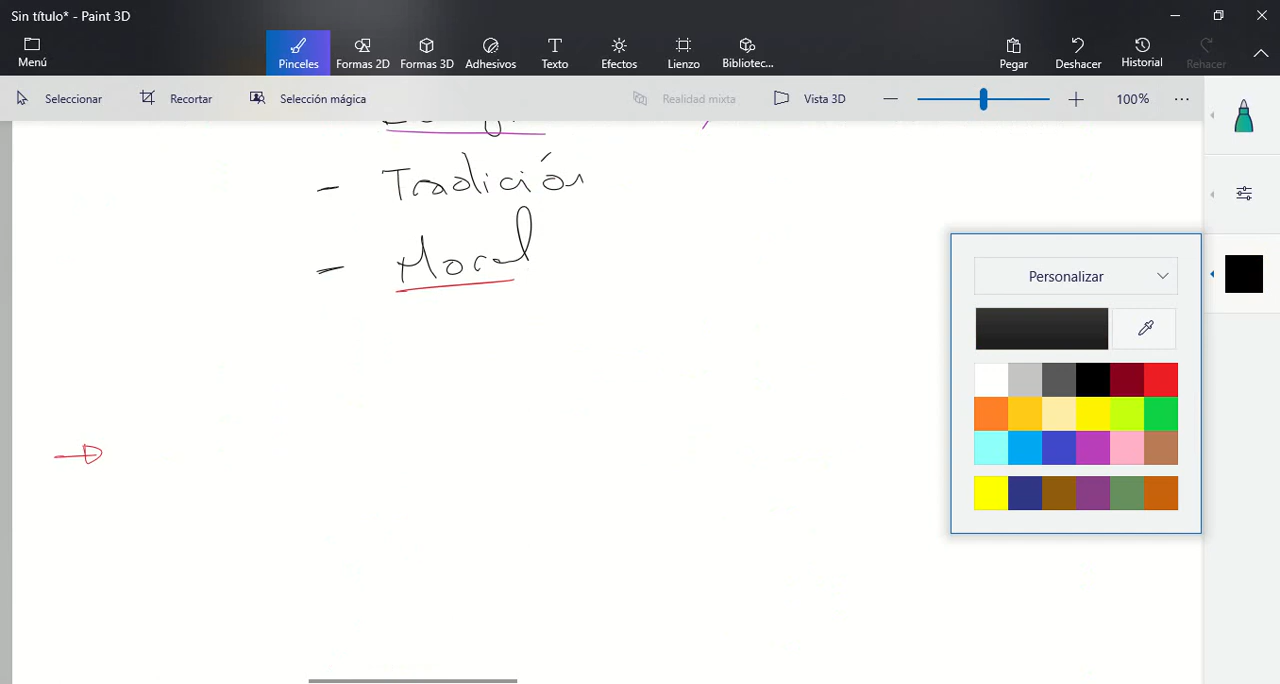 Sin título* - Paint 3D
Menú
Pinceles
Formas 2D
Formas 3D
Adhesivos
Texto
Efectos
Lienzo
Bibliotec...
Pegar
Deshacer
Historial
Rehacer
Seleccionar
Recortar
Selección mágica
Realidad mixta
Vista 3D
100%
- Tradición
- Moral
Personalizar